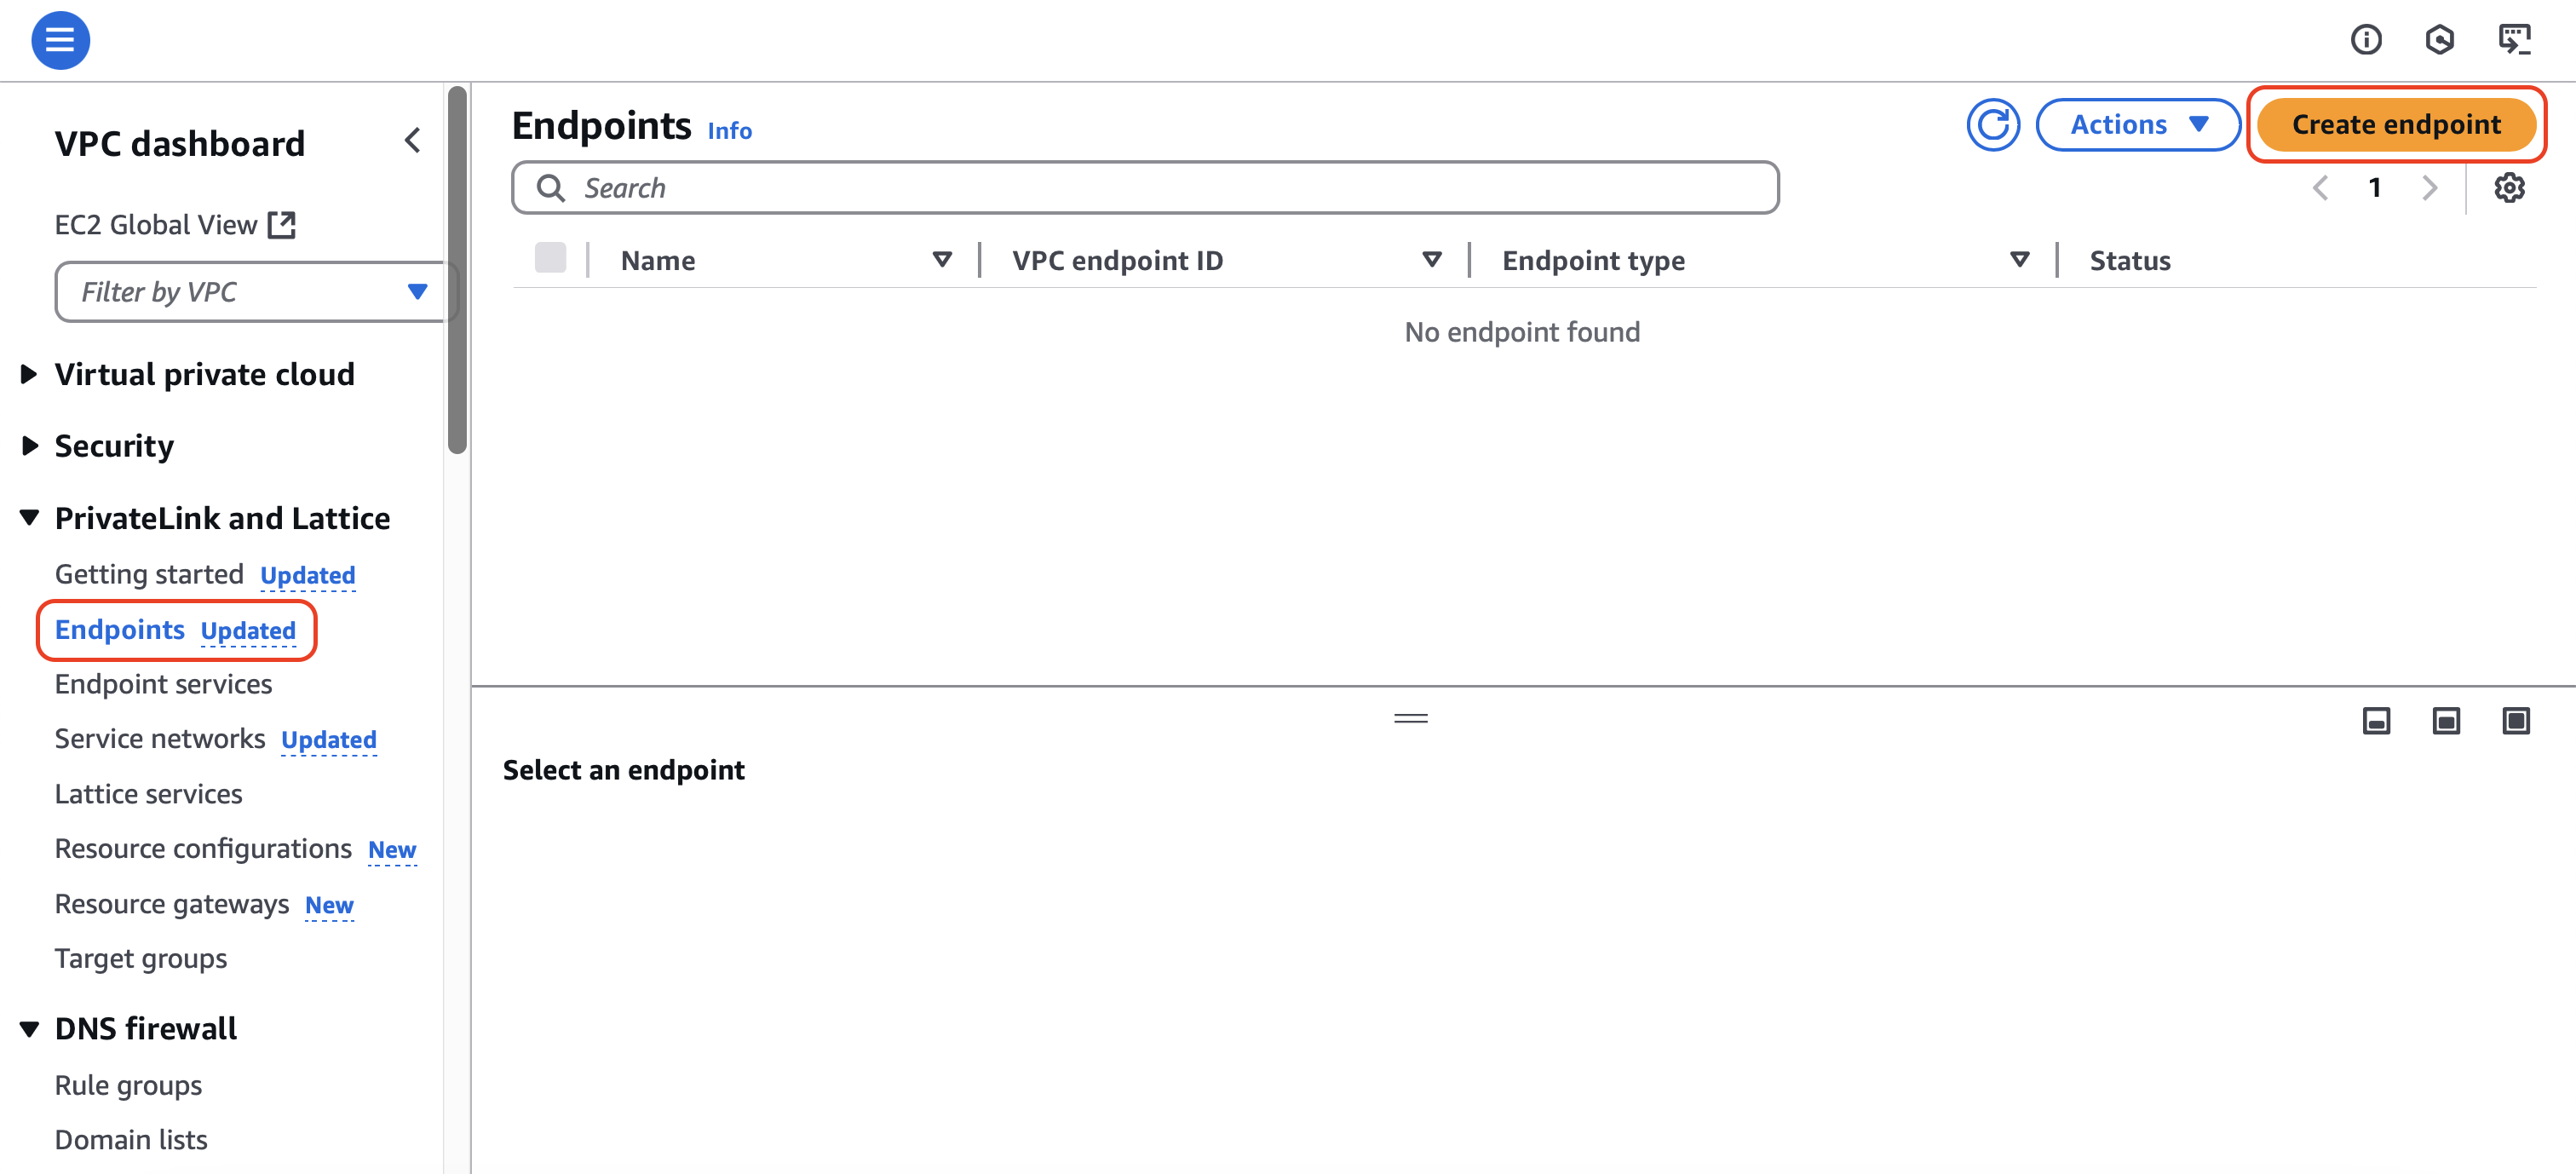 VPC dashboard
EC2 Global View
Filter by VPC
Virtual private cloud
Security
PrivateLink and Lattice
Getting started Updated
Endpoints Updated
Endpoint services
Service networks Updated
Lattice services
Resource configurations New
Resource gateways New
Target groups
DNS firewall
Rule groups
Domain lists
Endpoints Info
Actions
Create endpoint
Search
1
Name VPC endpoint ID Endpoint type Status
No endpoint found
Select an endpoint